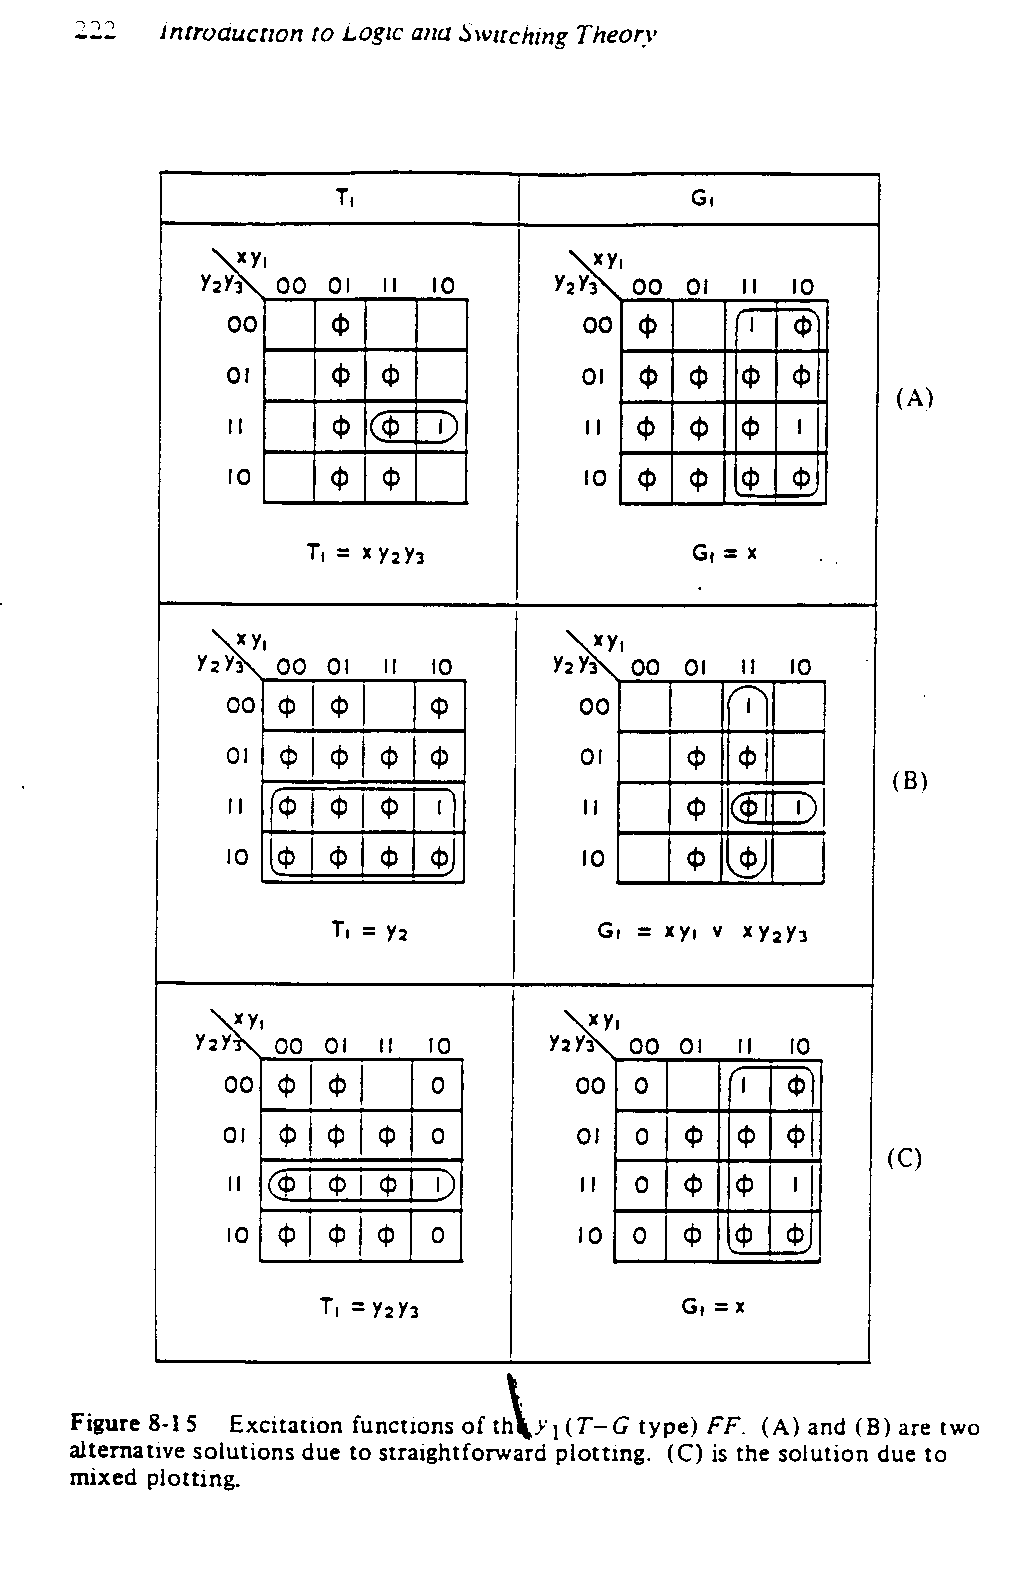 222 Introduction to Logic and Switching Theory
T₁ G₁
xy₁ xy₁
y₂y₃ 00 01 11 10 y₂y₃ 00 01 11 10
00 Φ 00 Φ 1 Φ
01 Φ Φ 01 Φ Φ Φ Φ
(A)
11 Φ Φ 1 11 Φ Φ Φ 1
10 Φ Φ 10 Φ Φ Φ Φ
T₁ = xy₂y₃ G₁ = x
xy₁ xy₁
y₂y₃ 00 01 11 10 y₂y₃ 00 01 11 10
00 Φ Φ Φ 00 1
01 Φ Φ Φ Φ 01 Φ Φ
(B)
11 Φ Φ Φ 1 11 Φ Φ 1
10 Φ Φ Φ Φ 10 Φ Φ
T₁ = y₂ G₁ = xy₁ v xy₂y₃
xy₁ xy₁
y₂y₃ 00 01 11 10 y₂y₃ 00 01 11 10
00 Φ Φ 0 00 0 1 Φ
01 Φ Φ Φ 0 01 0 Φ Φ Φ
(C)
11 Φ Φ Φ 1 11 0 Φ Φ 1
10 Φ Φ Φ 0 10 0 Φ Φ Φ
T₁ = y₂y₃ G₁ = x
Figure 8-15 Excitation functions of the y₁ (T–G type) FF. (A) and (B) are two
alternative solutions due to straightforward plotting. (C) is the solution due to
mixed plotting.